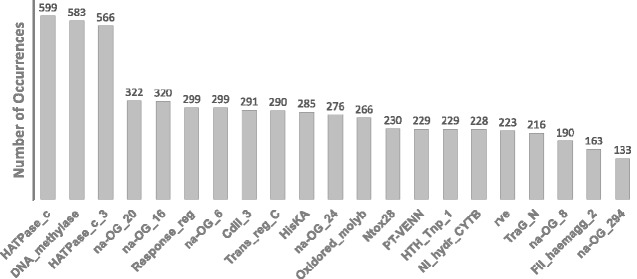 Number of Occurrences
599
583
566
322
320
299
299
291
290
285
276
266
230
229
229
228
223
216
190
163
133
HATPase_c
DNA_methylase
HATPase_c_3
na-OG_20
na-OG_16
Response_reg
na-OG_6
CdiI_3
Trans_reg_C
HisKA
na-OG_24
Oxidored_molyb
Ntox28
PT-VENN
HTH_Tnp_1
NI_hydr_CYTB
rve
TraG_N
na-OG_8
Fil_haemagg_2
na-OG_294